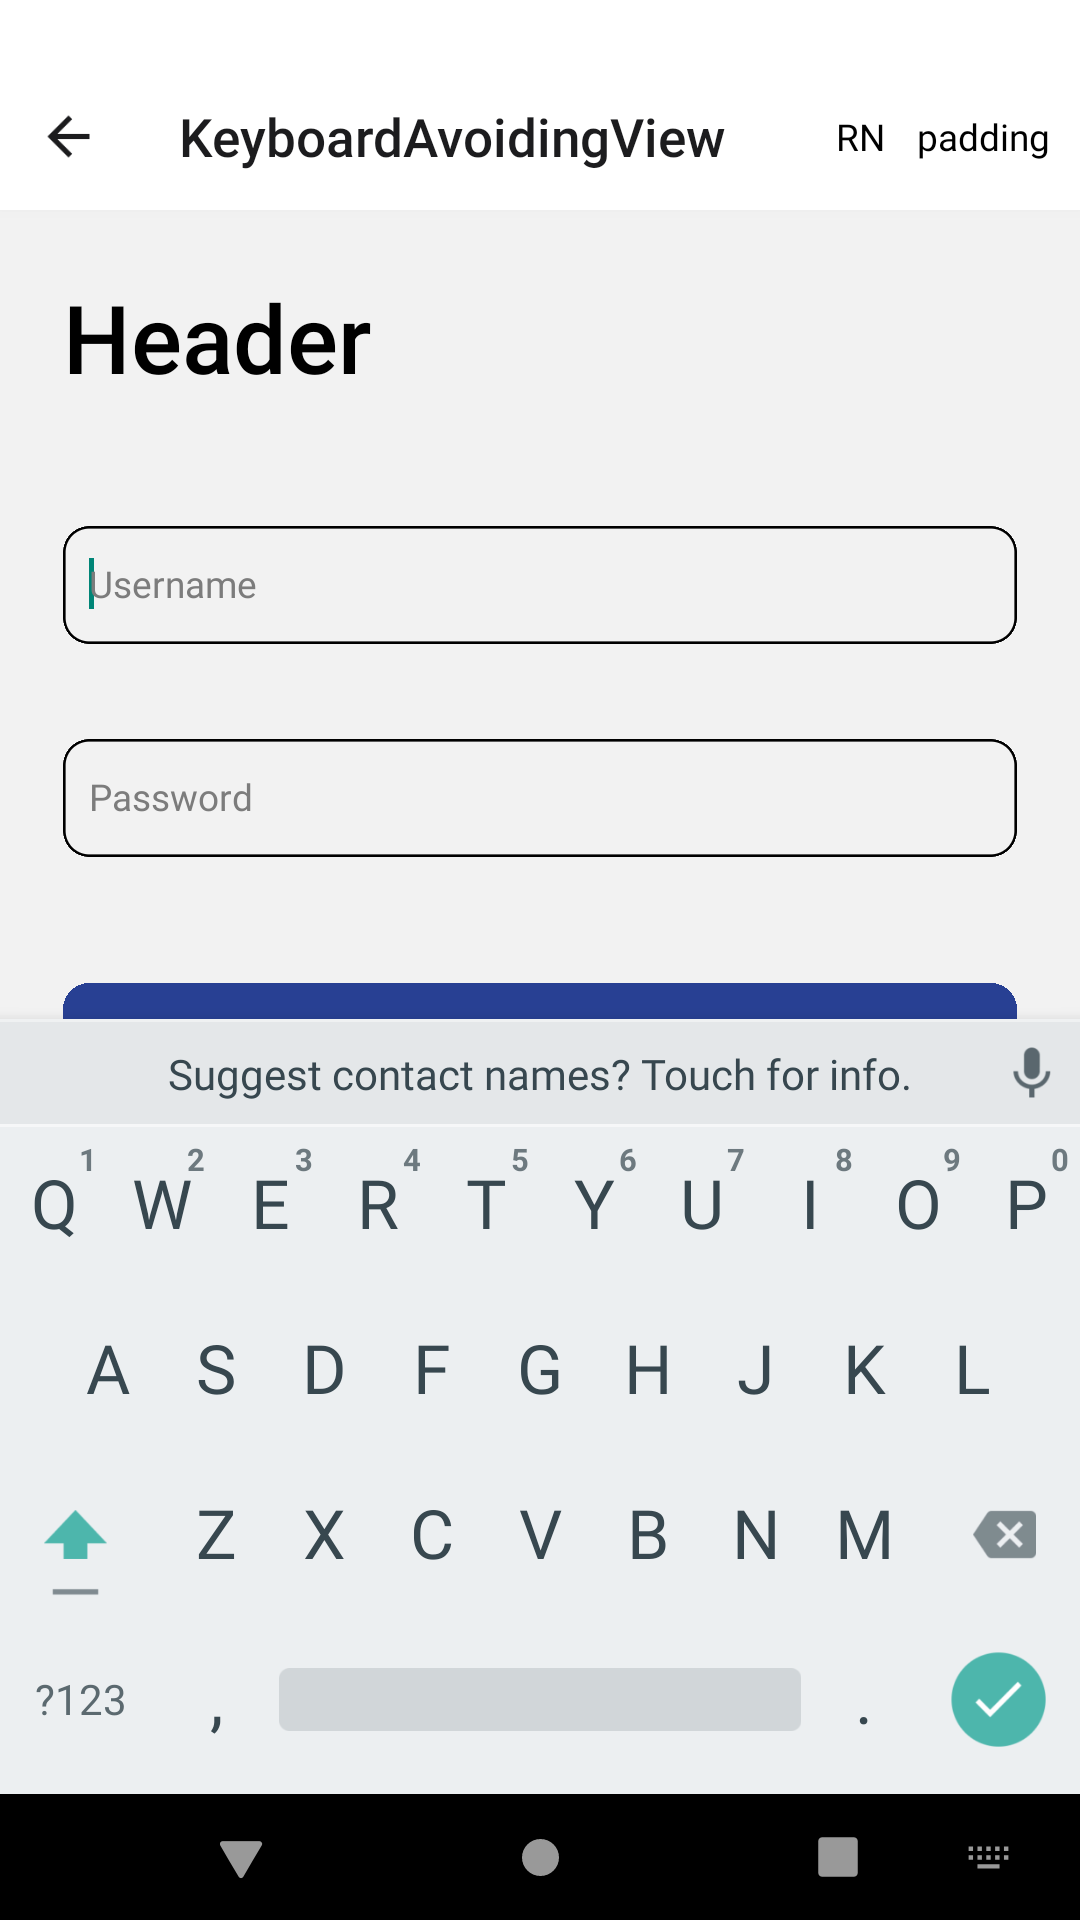 KeyboardAvoidingView RN padding
Header
Username
Password
Suggest contact names? Touch for info.
1 2 3 4 5 6 7 8 9 0
Q W E R T Y U I O P
A S D F G H J K L
Z X C V B N M
?123 , .